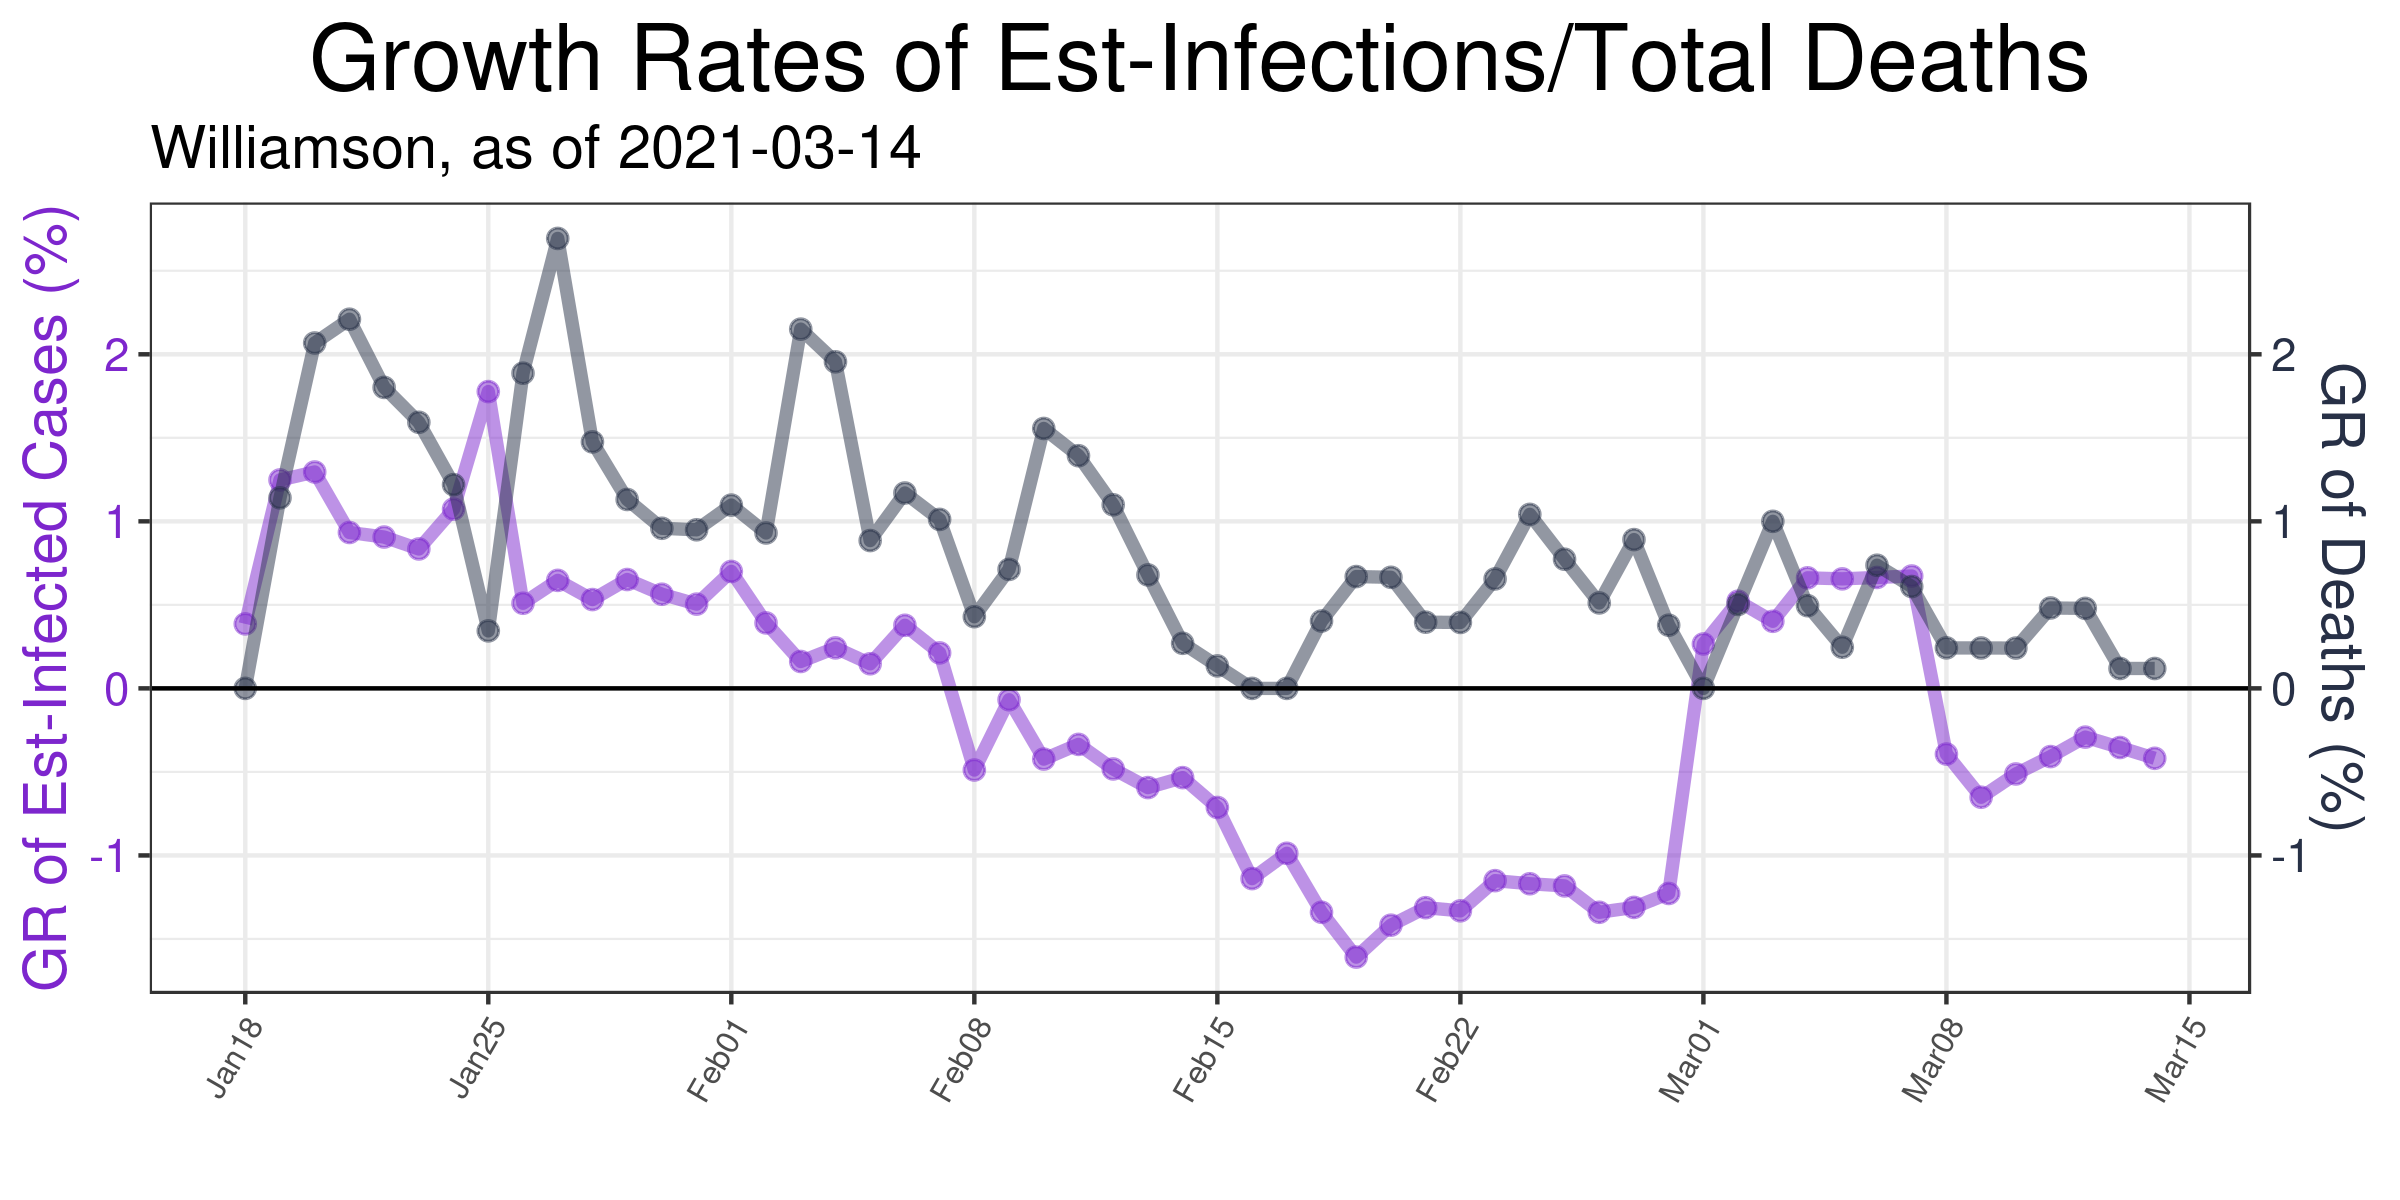 Growth Rates of Est-Infections/Total Deaths
Williamson, as of 2021-03-14
GR of Est-Infected Cases (%)
2
1
0
-1
2
1
0
-1
GR of Deaths (%)
Jan18
Jan25
Feb01
Feb08
Feb15
Feb22
Mar01
Mar08
Mar15